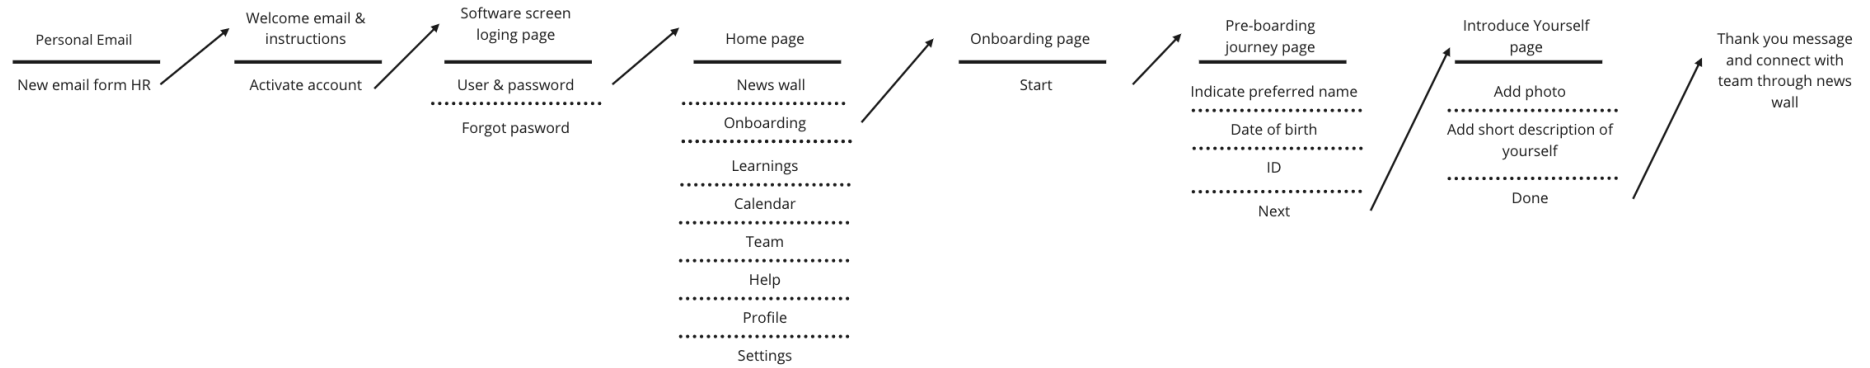 Personal Email
New email form HR
Welcome email &
instructions
Activate account
Software screen
loging page
User & password
Forgot pasword
Home page
News wall
Onboarding
Learnings
Calendar
Team
Help
Profile
Settings
Onboarding page
Start
Pre-boarding
journey page
Indicate preferred name
Date of birth
ID
Next
Introduce Yourself
page
Add photo
Add short description of
yourself
Done
Thank you message
and connect with
team through news
wall